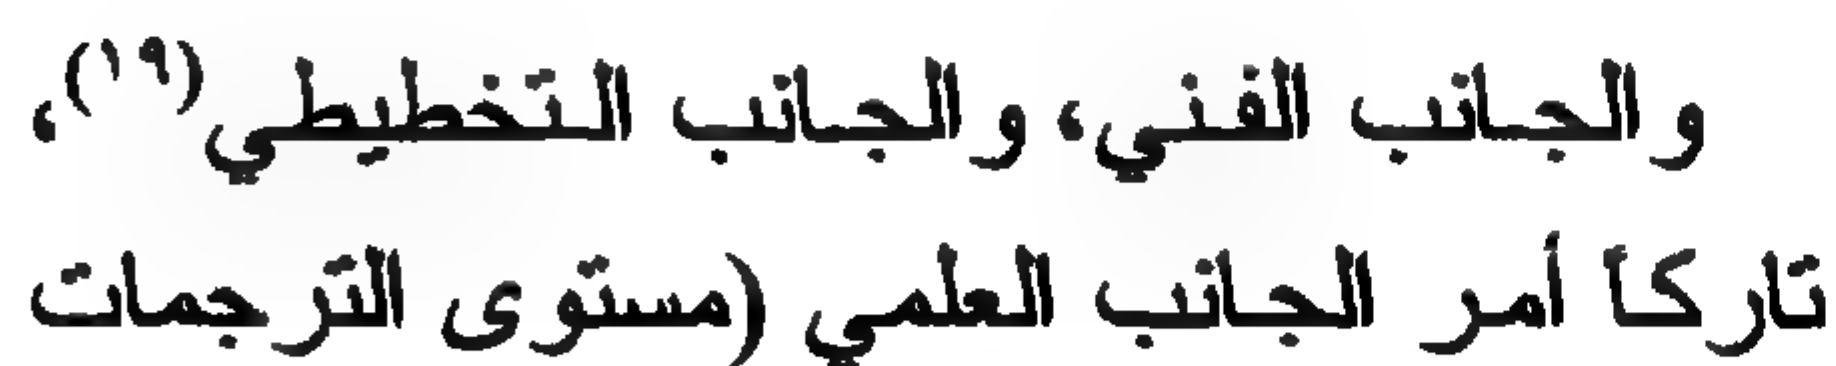 والجانب الفني، والجانب التخطيطي(١٩)،
تاركاً أمر الجانب العلمي (مستوى الترجمات